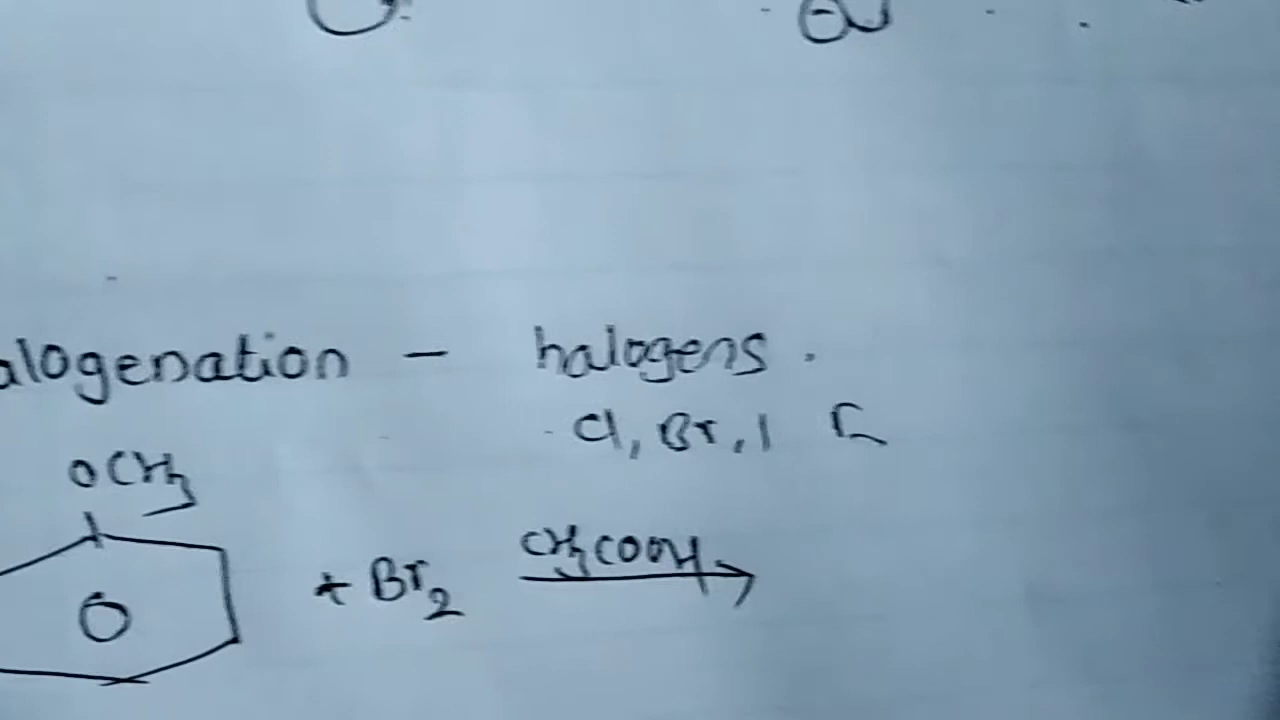 alogenation - halogens.
Cl, Br, I
OCH3
+ Br2 CH3COOH